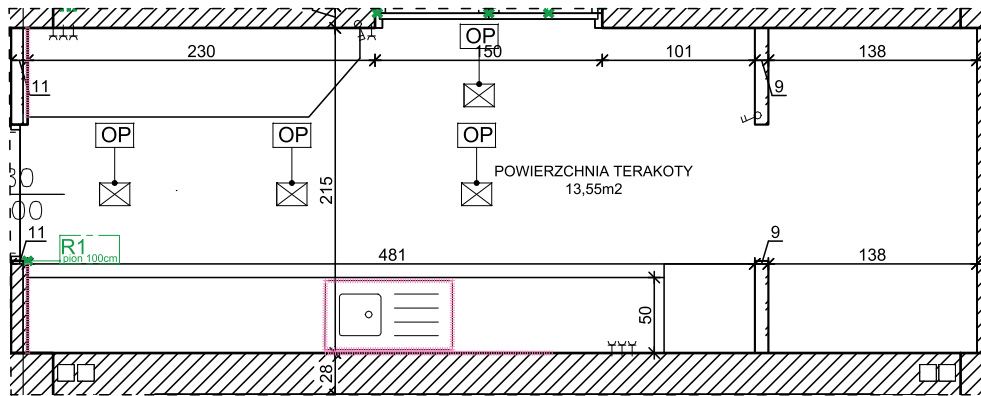 OP
230
150
101
138
11
9
OP
OP
OP
POWIERZCHNIA TERAKOTY
13,55m2
215
00
11
R1
pion 100cm
481
9
138
50
28